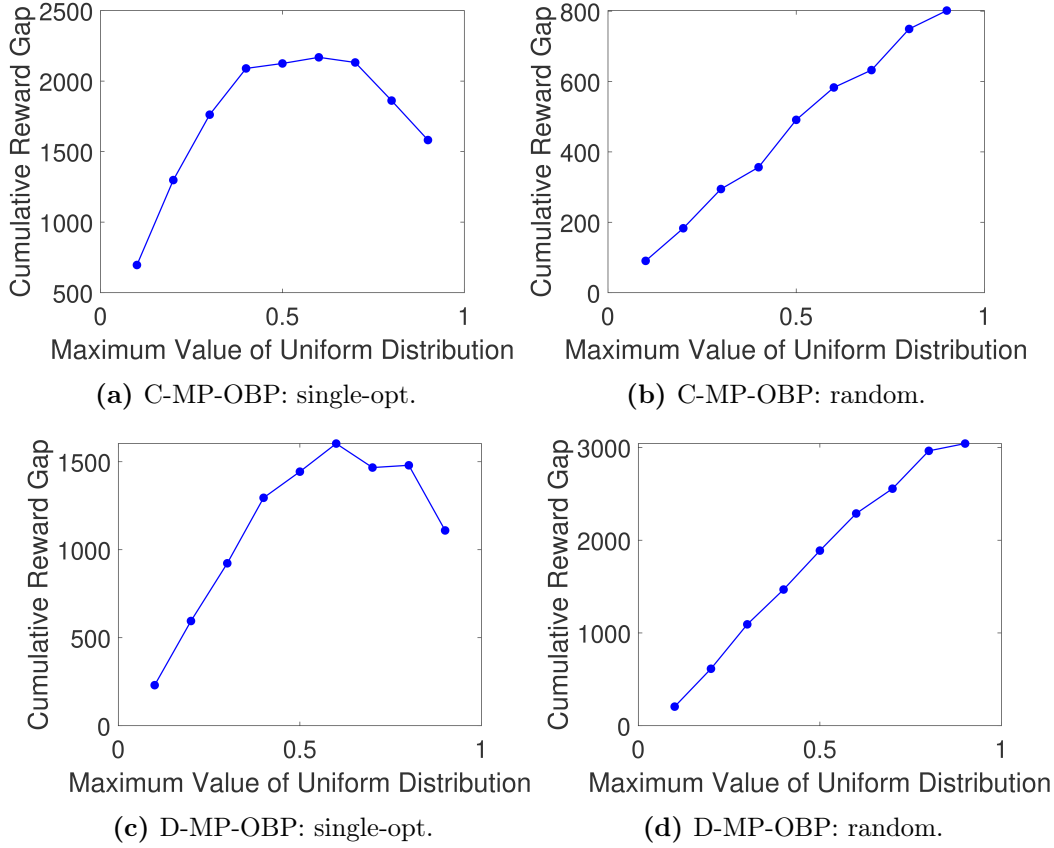 Cumulative Reward Gap
2500
2000
1500
1000
500
0
0.5
1
Maximum Value of Uniform Distribution
(a) C-MP-OBP: single-opt.
Cumulative Reward Gap
800
600
400
200
0
0
0.5
1
Maximum Value of Uniform Distribution
(b) C-MP-OBP: random.
Cumulative Reward Gap
1500
1000
500
0
0
0.5
1
Maximum Value of Uniform Distribution
(c) D-MP-OBP: single-opt.
Cumulative Reward Gap
3000
2000
1000
0
0
0.5
1
Maximum Value of Uniform Distribution
(d) D-MP-OBP: random.